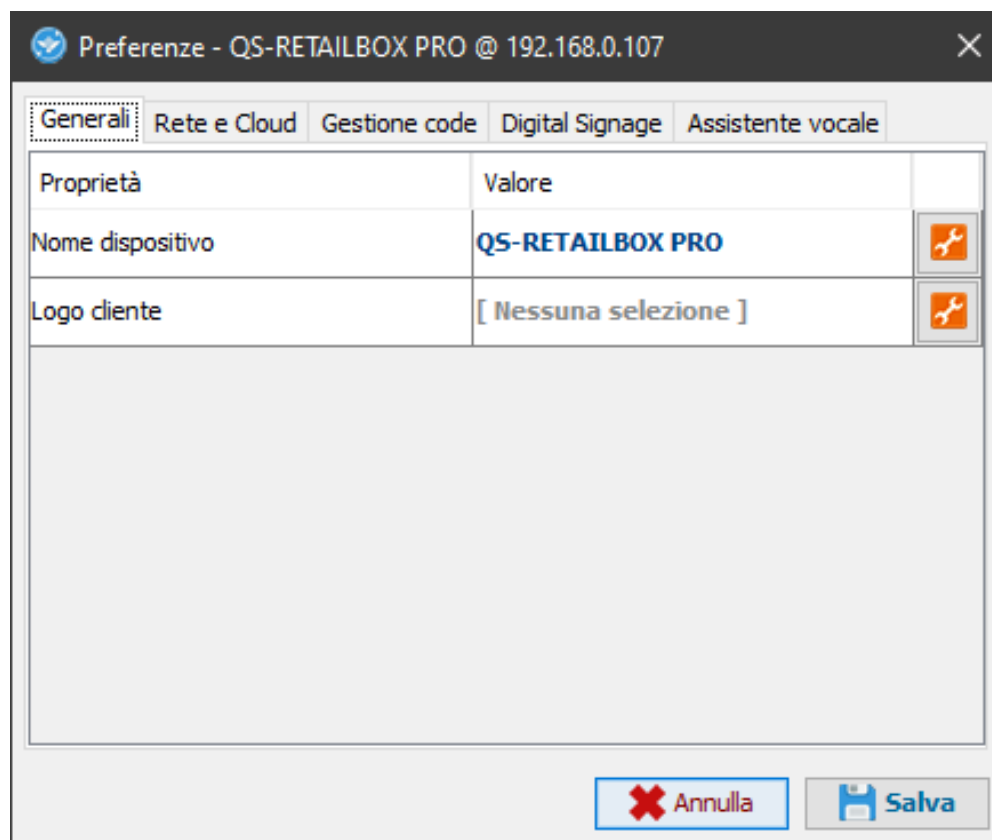 Preferenze - QS-RETAILBOX PRO @ 192.168.0.107
Generali Rete e Cloud Gestione code Digital Signage Assistente vocale
Proprietà Valore
Nome dispositivo QS-RETAILBOX PRO
Logo cliente [ Nessuna selezione ]
Annulla Salva